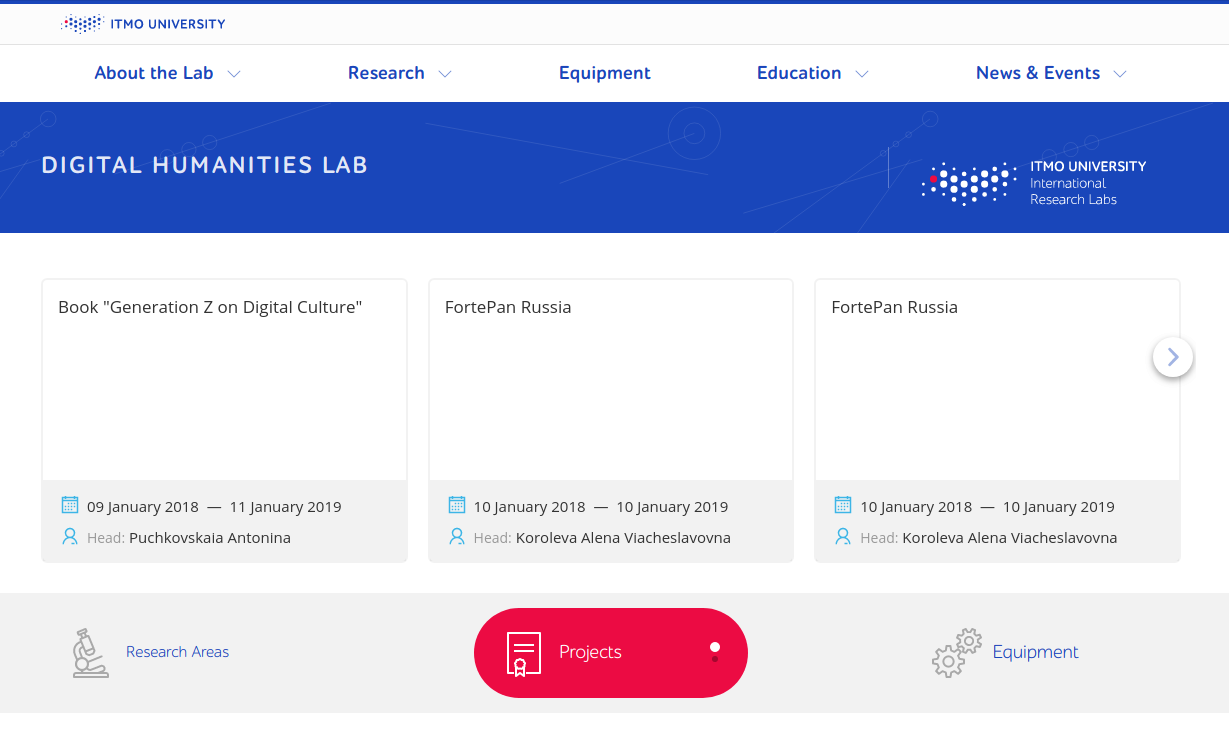 ITMO UNIVERSITY
About the Lab
Research
Equipment
Education
News & Events
DIGITAL HUMANITIES LAB
ITMO UNIVERSITY
International
Research Labs
Book "Generation Z on Digital Culture"
09 January 2018 — 11 January 2019
Head: Puchkovskaia Antonina
FortePan Russia
10 January 2018 — 10 January 2019
Head: Koroleva Alena Viacheslavovna
FortePan Russia
10 January 2018 — 10 January 2019
Head: Koroleva Alena Viacheslavovna
Research Areas
Projects
Equipment